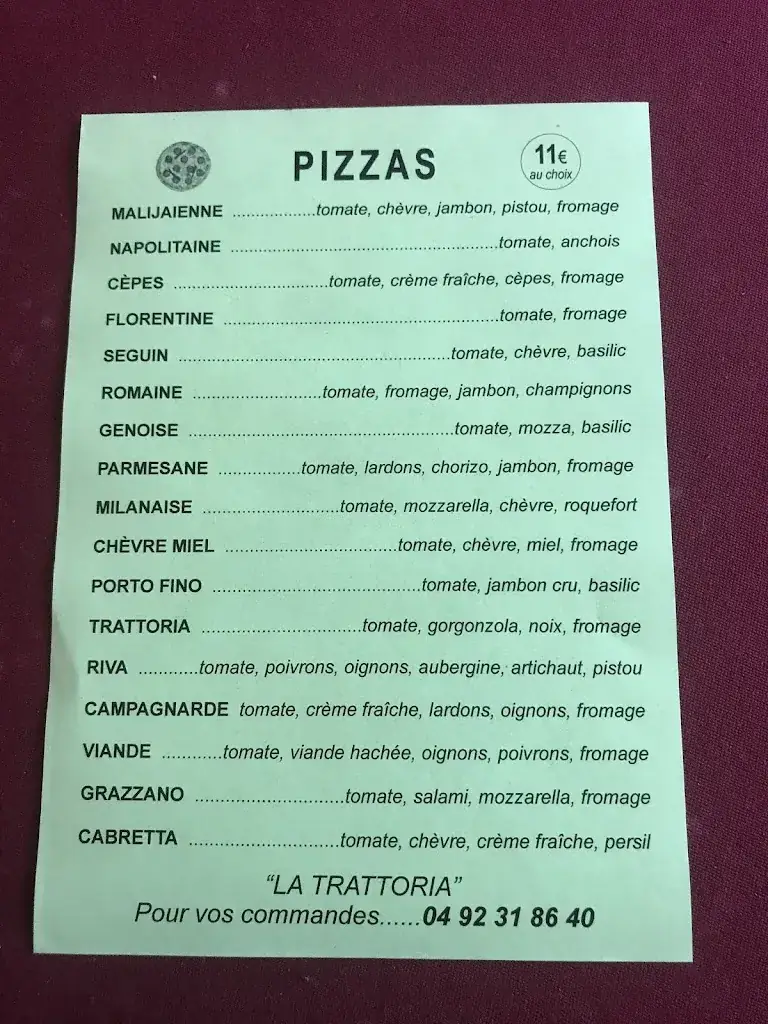 PIZZAS
11€
au choix
MALIJAIENNE ..................tomate, chèvre, jambon, pistou, fromage
NAPOLITAINE .........................................................tomate, anchois
CÈPES .................................tomate, crème fraîche, cèpes, fromage
FLORENTINE ...........................................................tomate, fromage
SEGUIN ..........................................................tomate, chèvre, basilic
ROMAINE ...........................tomate, fromage, jambon, champignons
GENOISE ........................................................tomate, mozza, basilic
PARMESANE .................tomate, lardons, chorizo, jambon, fromage
MILANAISE .............................tomate, mozzarella, chèvre, roquefort
CHÈVRE MIEL ....................................tomate, chèvre, miel, fromage
PORTO FINO ............................................tomate, jambon cru, basilic
TRATTORIA .................................tomate, gorgonzola, noix, fromage
RIVA ............tomate, poivrons, oignons, aubergine, artichaut, pistou
CAMPAGNARDE tomate, crème fraîche, lardons, oignons, fromage
VIANDE ............tomate, viande hachée, oignons, poivrons, fromage
GRAZZANO ..............................tomate, salami, mozzarella, fromage
CABRETTA ..............................tomate, chèvre, crème fraîche, persil
“LA TRATTORIA”
Pour vos commandes......04 92 31 86 40